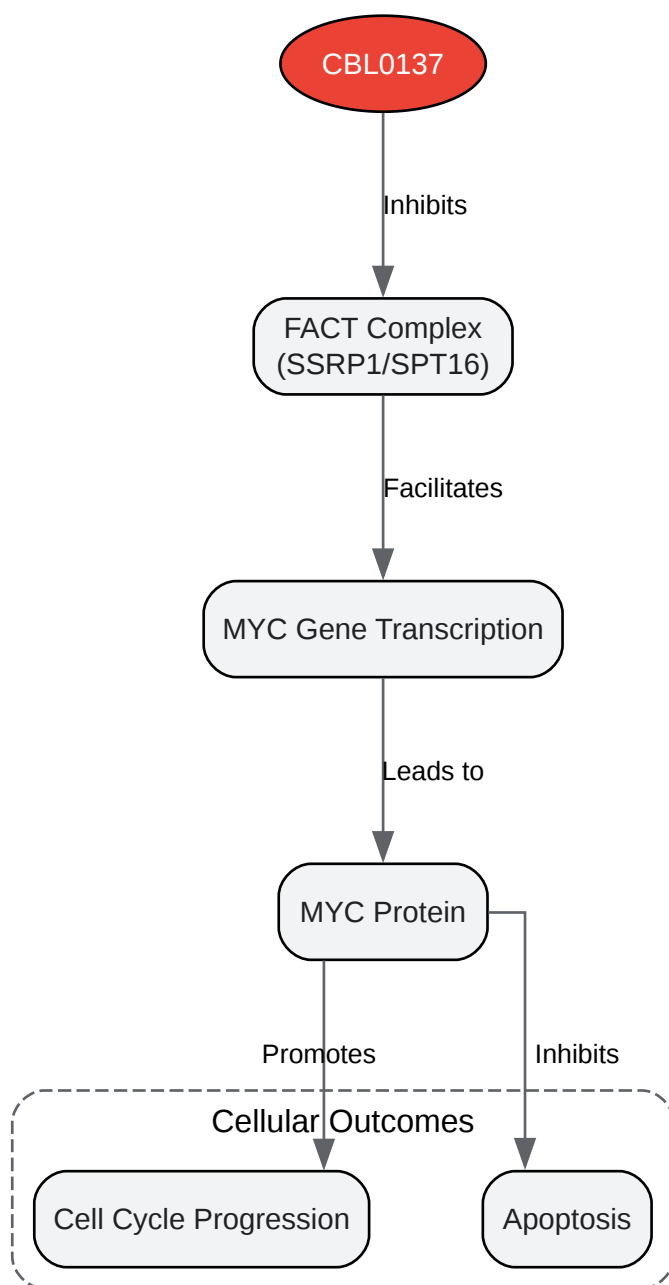 CBL0137
Inhibits
FACT Complex
(SSRP1/SPT16)
Facilitates
MYC Gene Transcription
Leads to
MYC Protein
Promotes
Inhibits
Cellular Outcomes
Cell Cycle Progression
Apoptosis